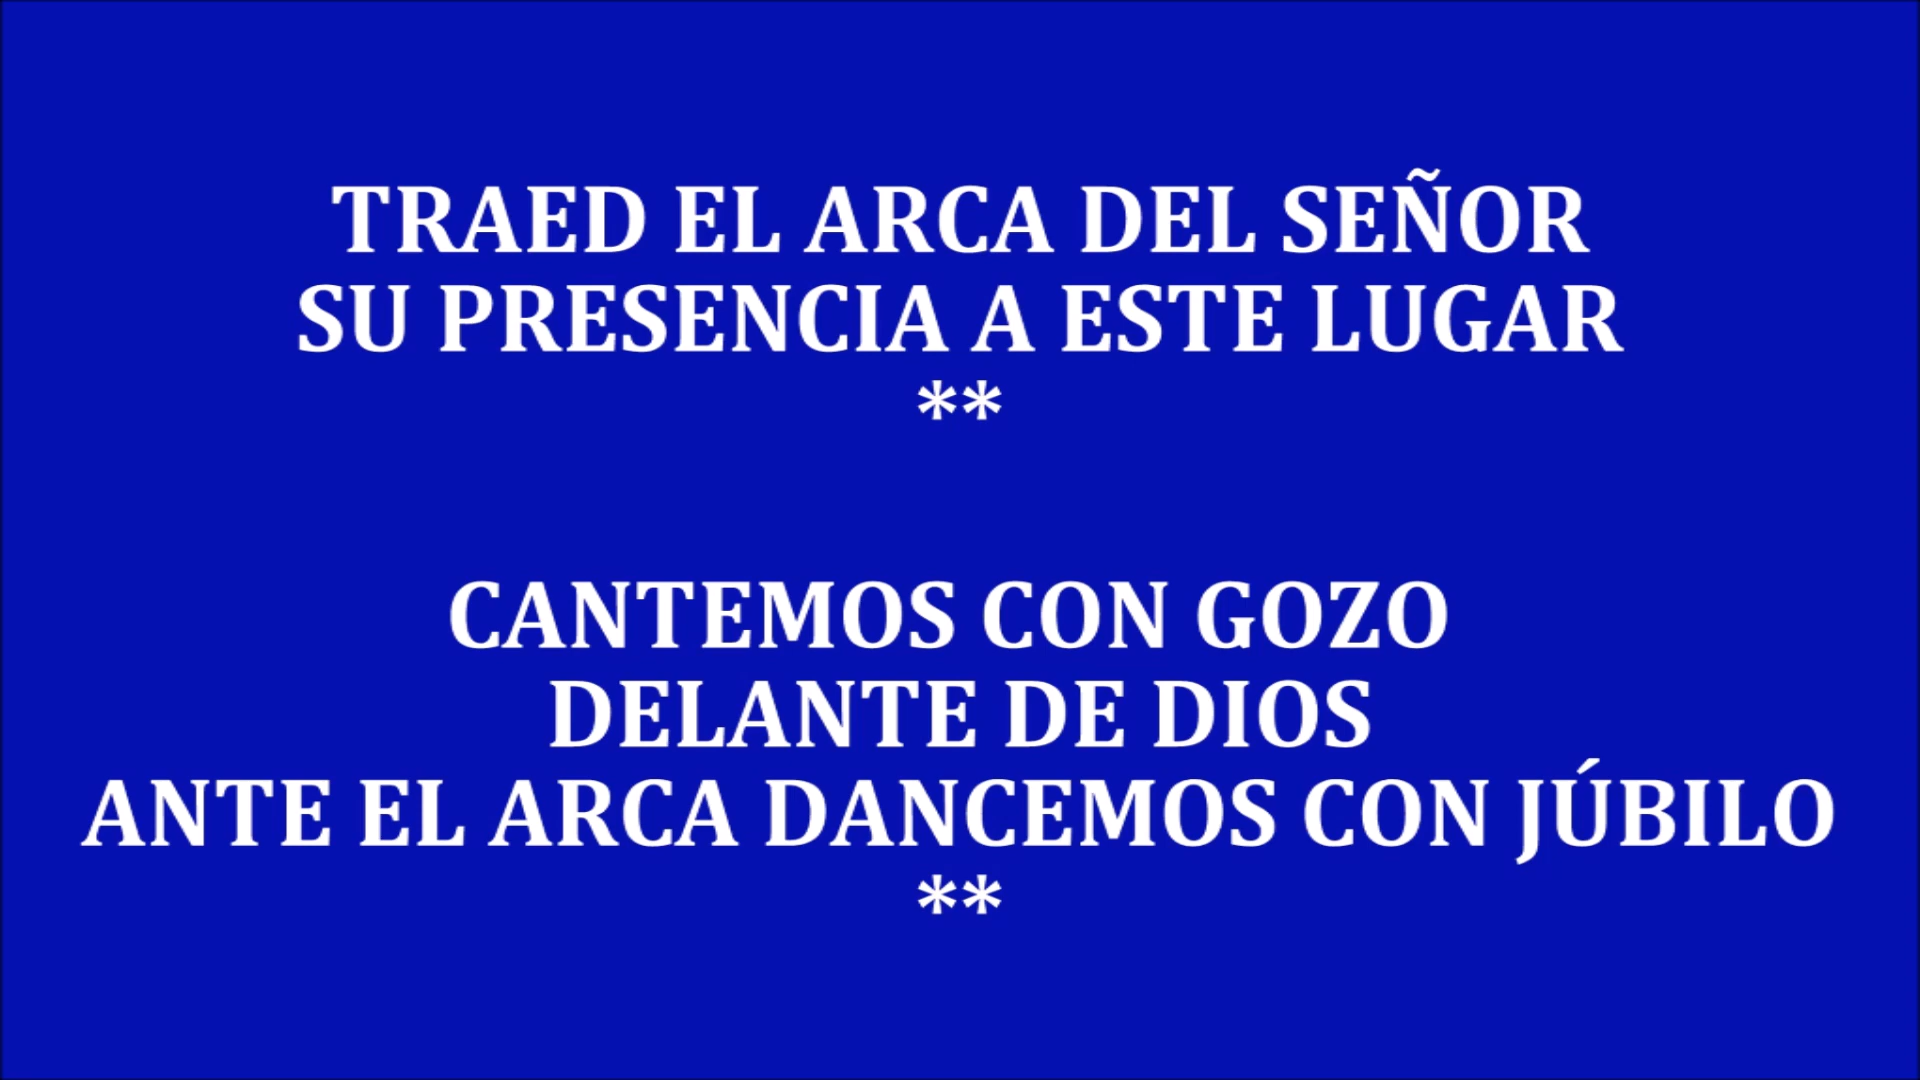 TRAED EL ARCA DEL SEÑOR
SU PRESENCIA A ESTE LUGAR
**
CANTEMOS CON GOZO
DELANTE DE DIOS
ANTE EL ARCA DANCEMOS CON JÚBILO
**